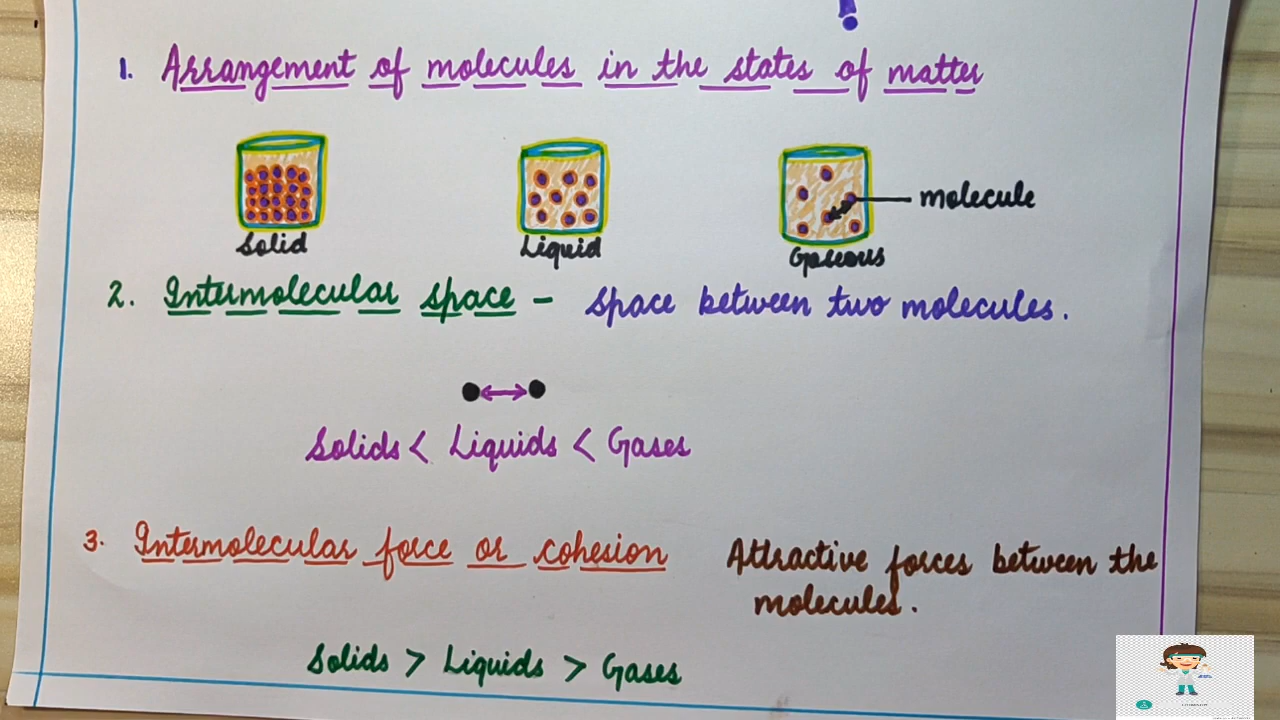 1. Arrangement of molecules in the states of matter
molecule
Solid
Liquid
Gaseous
2. Intermolecular space - space between two molecules.
Solids < Liquids < Gases
3. Intermolecular force or cohesion
Attractive forces between the
molecules.
Solids > Liquids > Gases